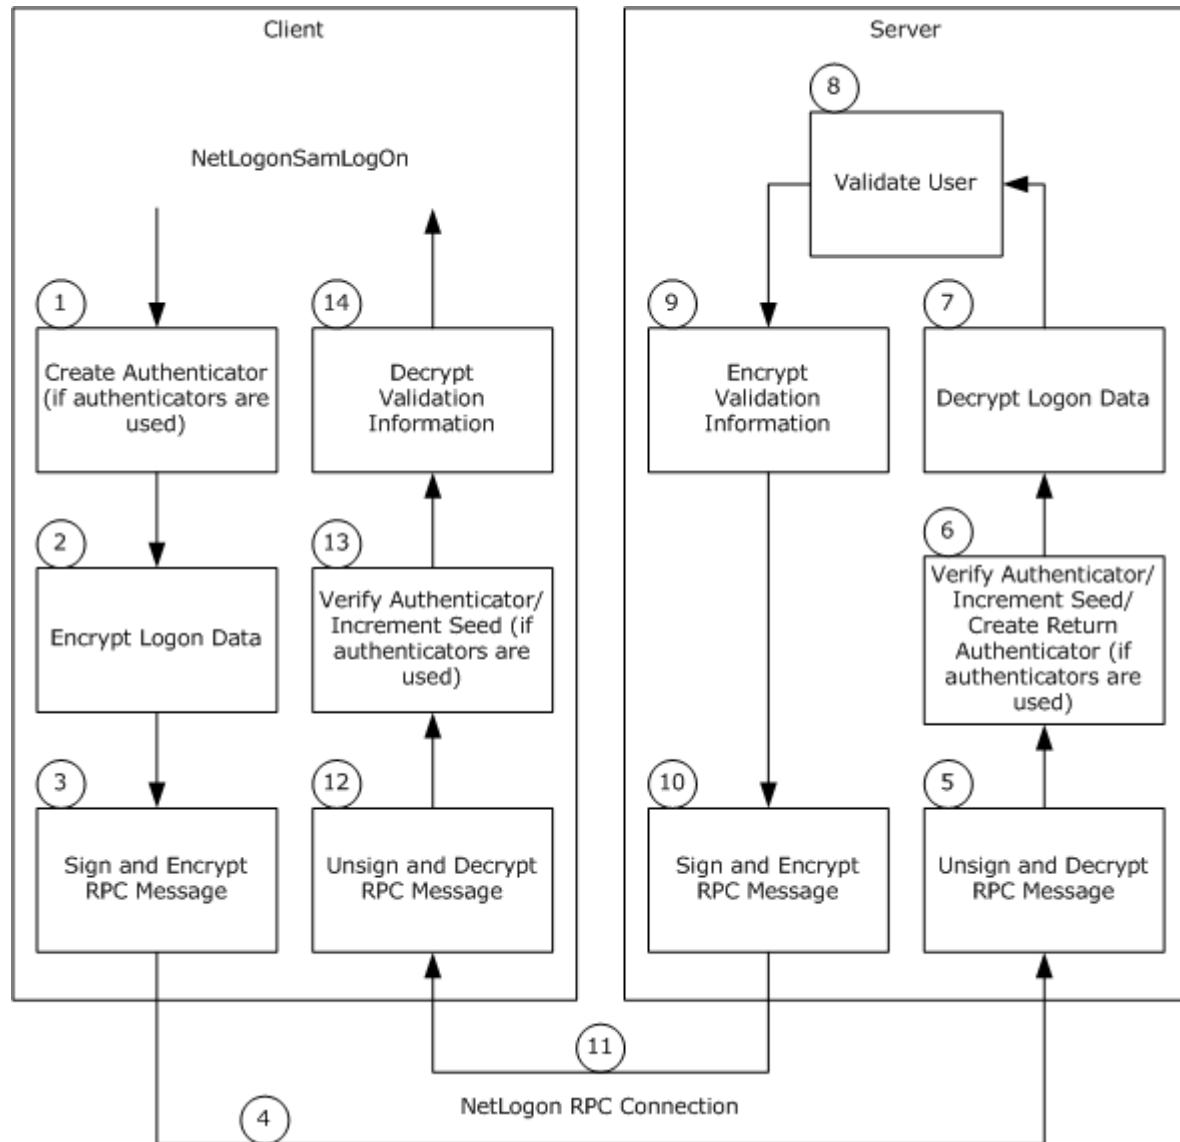 Client
NetLogonSamLogOn
1
Create Authenticator
(if authenticators are
used)
2
Encrypt Logon Data
3
Sign and Encrypt
RPC Message
14
Decrypt
Validation
Information
13
Verify Authenticator/
Increment Seed (if
authenticators are
used)
12
Unsign and Decrypt
RPC Message
Server
8
Validate User
9
Encrypt
Validation
Information
10
Sign and Encrypt
RPC Message
7
Decrypt Logon Data
6
Verify Authenticator/
Increment Seed/
Create Return
Authenticator (if
authenticators are
used)
5
Unsign and Decrypt
RPC Message
11
NetLogon RPC Connection
4